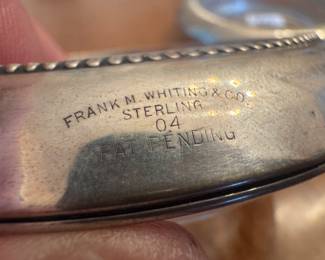 FRANK M. WHITING & CO.
STERLING
04
PAT. PENDING